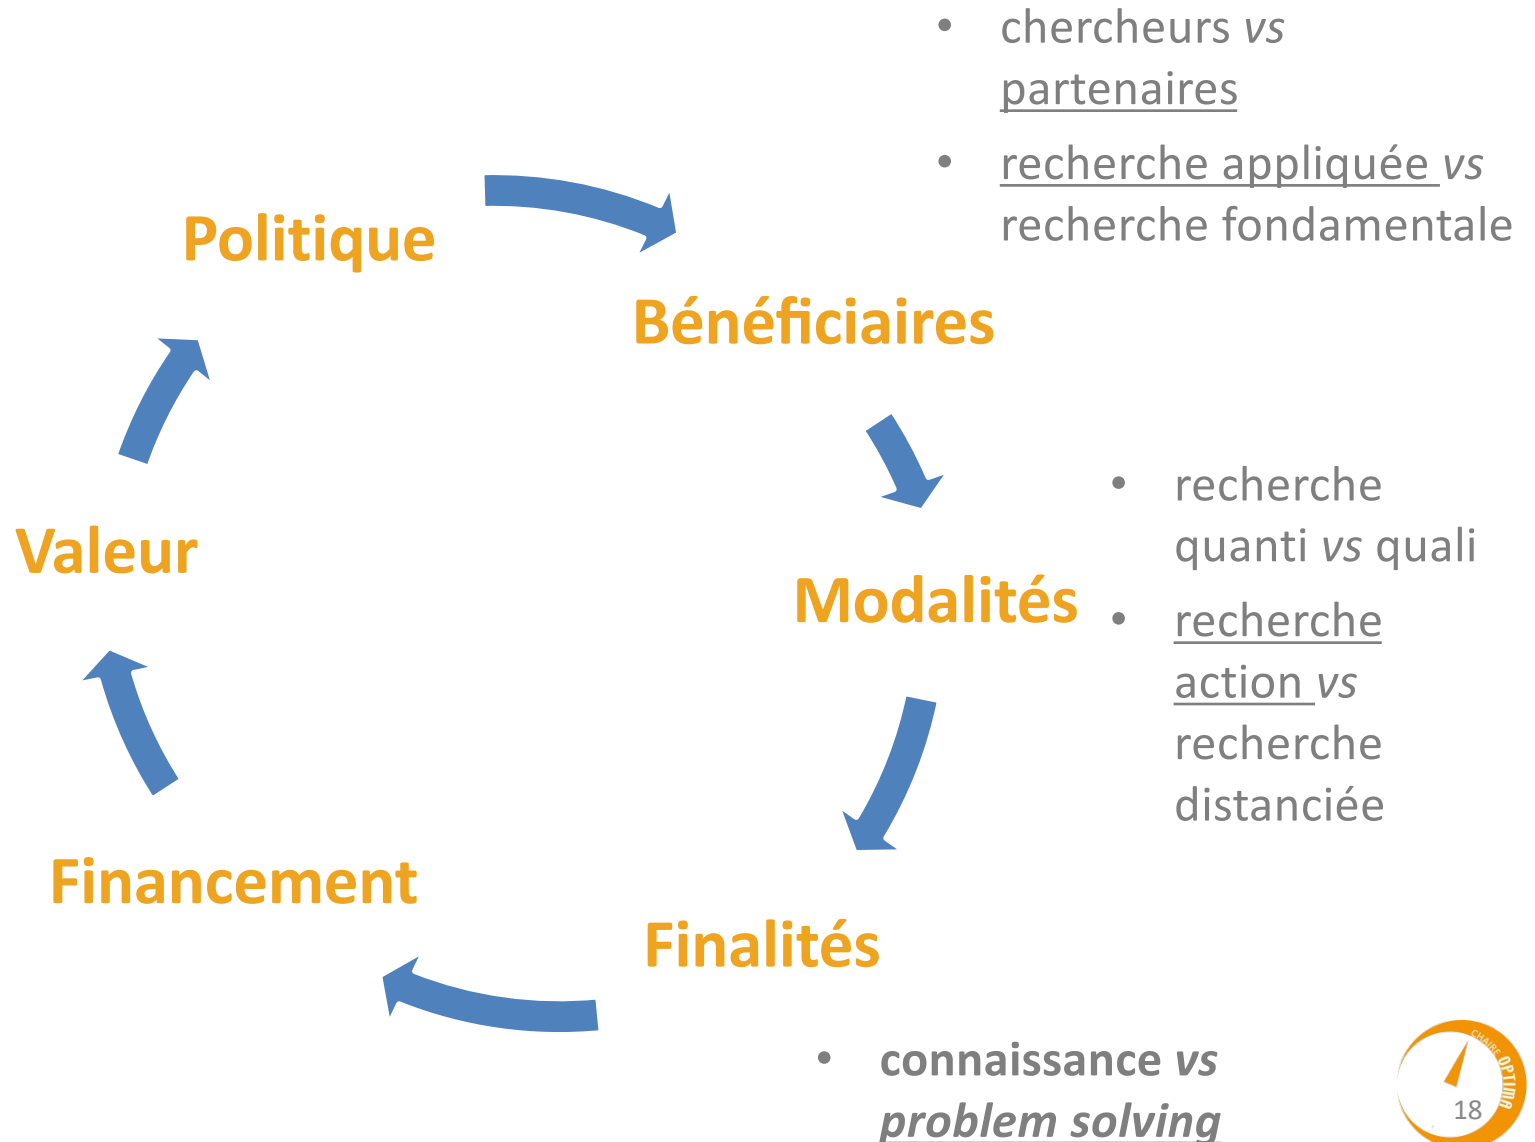 • chercheurs vs
partenaires
• recherche appliquée vs
recherche fondamentale
Politique
Bénéficiaires
• recherche
quanti vs quali
Valeur
Modalités
• recherche
action vs
recherche
distanciée
Financement
Finalités
• connaissance vs
problem solving
CHAIRE OPTIMA
18